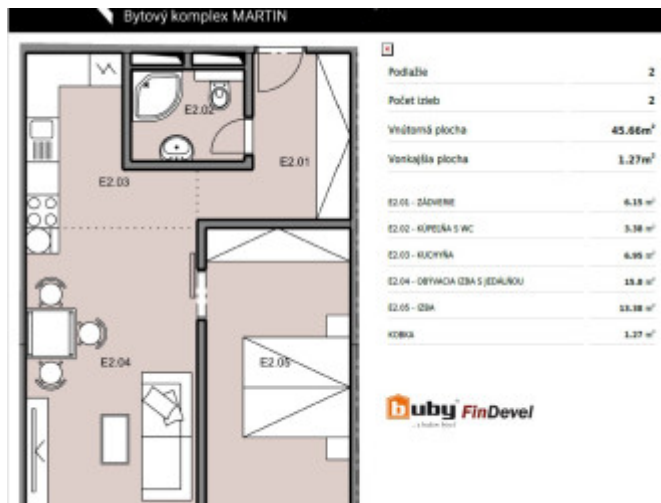 Bytový komplex MARTIN
Podlažie 2
Počet izieb 2
Vnútorná plocha 45.66m²
Vonkajšia plocha 1.27m²
E2.01 - ZÁDVERIE 6.15 m²
E2.02 - KÚPEĽŇA S WC 3.38 m²
E2.03 - KUCHYŇA 6.95 m²
E2.04 - OBÝVACIA IZBA S JEDÁLŇOU 15.8 m²
E2.05 - IZBA 13.38 m²
KOBKA 1.27 m²
buby FinDevel
E2.02
E2.01
E2.03
E2.04
E2.05